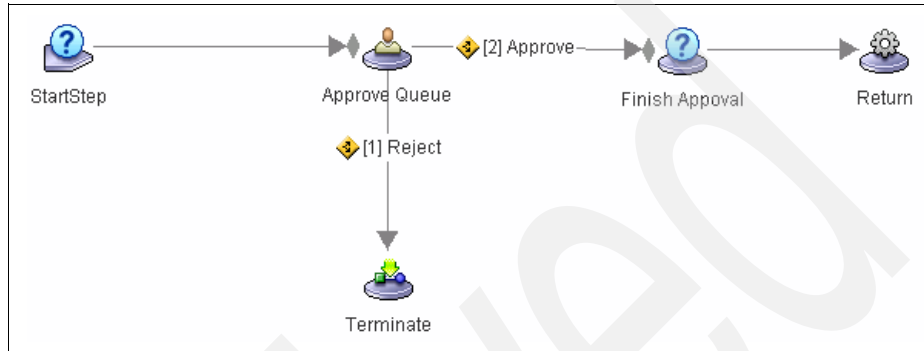 StartStep
Approve Queue
[2] Approve
Finish Appoval
Return
[1] Reject
Terminate